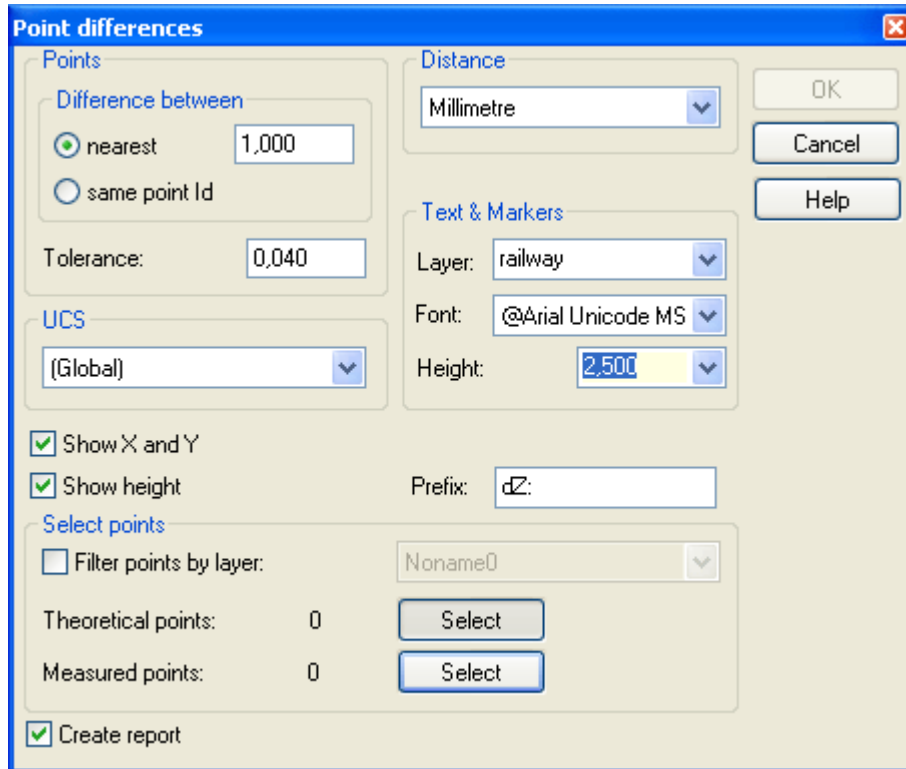 Point differences
Points
Difference between
nearest 1,000
same point Id
Tolerance: 0,040
UCS
(Global)
Distance
Millimetre
Text & Markers
Layer: railway
Font: @Arial Unicode MS
Height: 2,500
OK
Cancel
Help
Show X and Y
Show height
Prefix: dZ:
Select points
Filter points by layer: Noname0
Theoretical points: 0 Select
Measured points: 0 Select
Create report